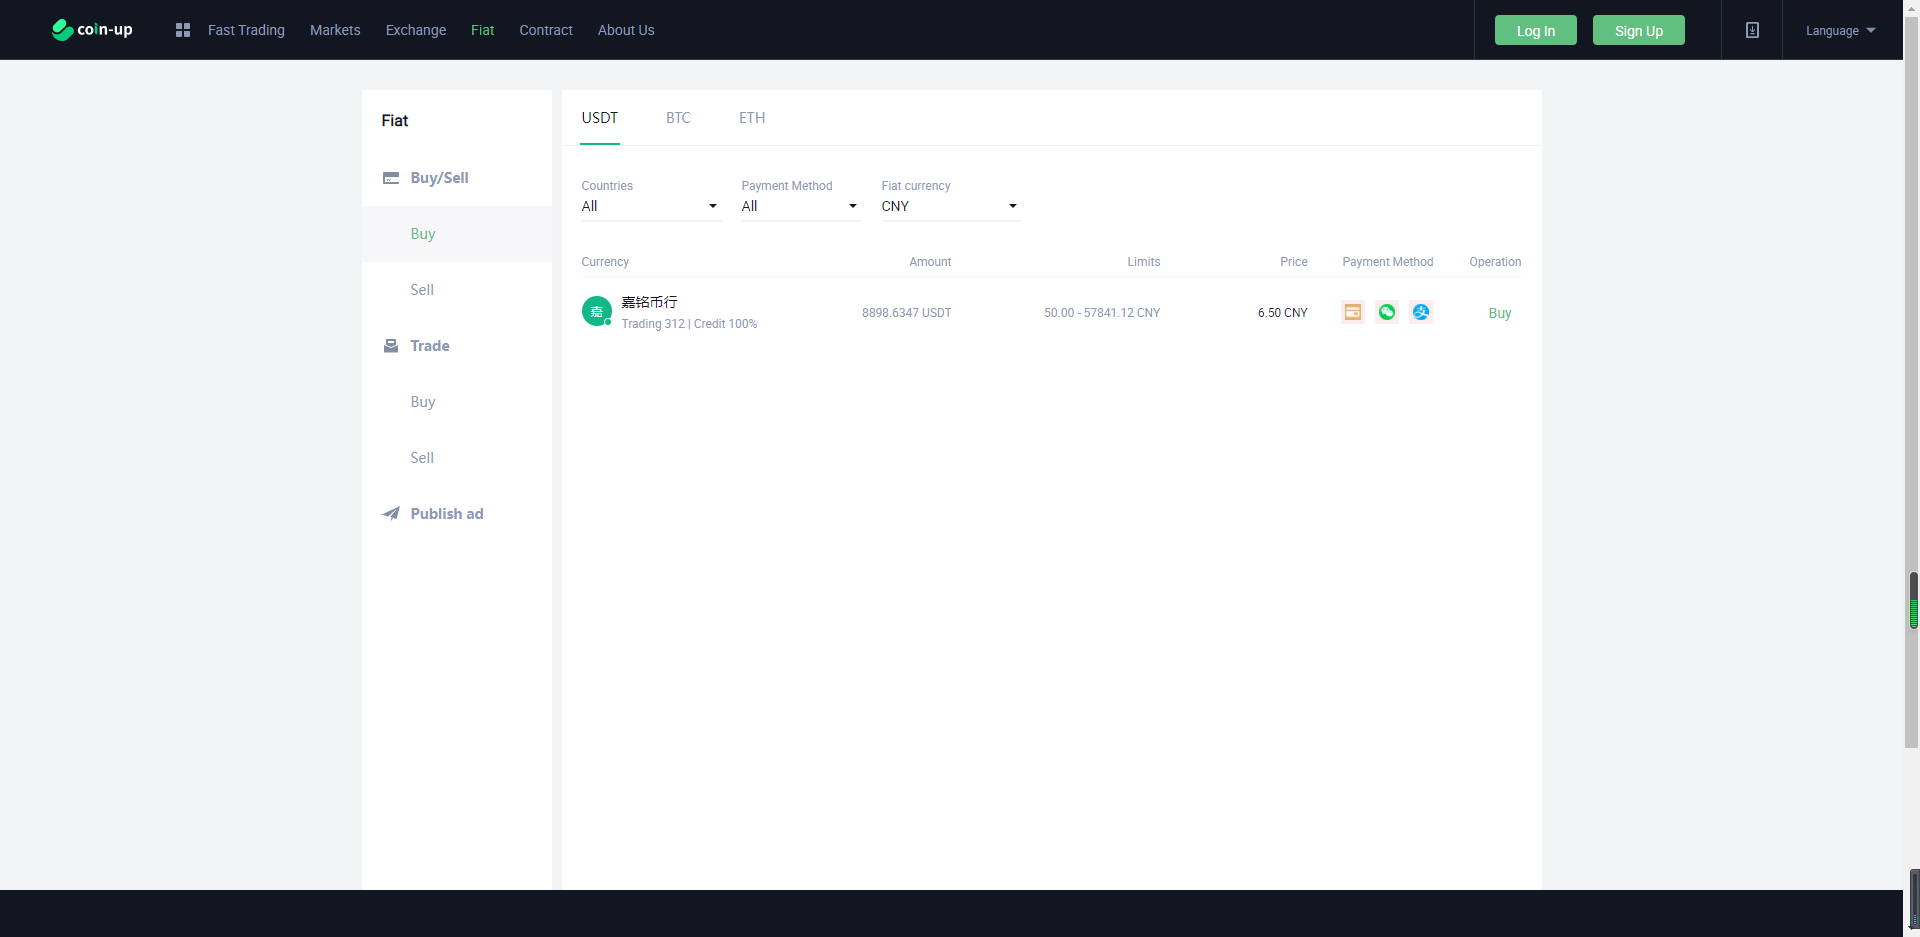 coin-up
Fast Trading Markets Exchange Fiat Contract About Us Log In Sign Up Language
Fiat
Buy/Sell
Buy
Sell
Trade
Buy
Sell
Publish ad
USDT BTC ETH
Countries Payment Method Fiat currency
All All CNY
Currency Amount Limits Price Payment Method Operation
嘉 嘉铭币行 8898.6347 USDT 50.00 - 57841.12 CNY 6.50 CNY Buy
Trading 312 | Credit 100%